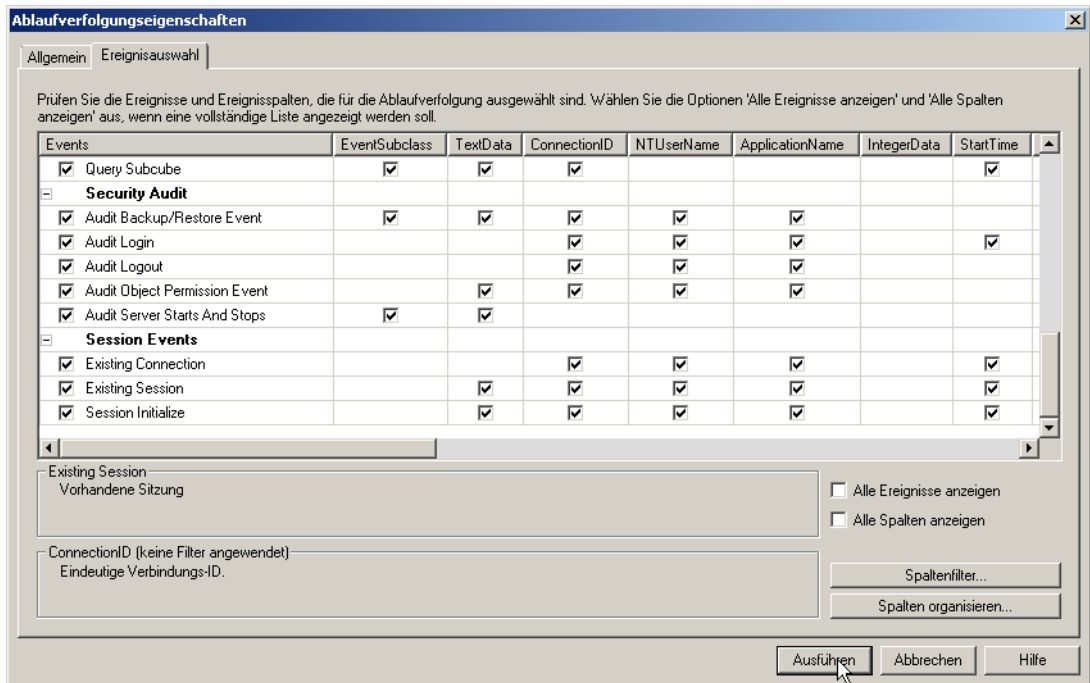 Ablaufverfolgungseigenschaften
Allgemein Ereignisauswahl
Prüfen Sie die Ereignisse und Ereignisspalten, die für die Ablaufverfolgung ausgewählt sind. Wählen Sie die Optionen 'Alle Ereignisse anzeigen' und 'Alle Spalten
anzeigen' aus, wenn eine vollständige Liste angezeigt werden soll.
Events EventSubclass TextData ConnectionID NTUserName ApplicationName IntegerData StartTime
Query Subcube
Security Audit
Audit Backup/Restore Event
Audit Login
Audit Logout
Audit Object Permission Event
Audit Server Starts And Stops
Session Events
Existing Connection
Existing Session
Session Initialize
Existing Session
Vorhandene Sitzung
Alle Ereignisse anzeigen
Alle Spalten anzeigen
ConnectionID (keine Filter angewendet)
Eindeutige Verbindungs-ID.
Spaltenfilter...
Spalten organisieren...
Ausführen Abbrechen Hilfe